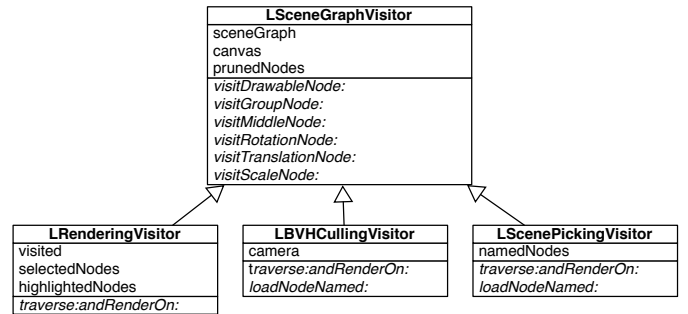 LSceneGraphVisitor
sceneGraph
canvas
prunedNodes
visitDrawableNode:
visitGroupNode:
visitMiddleNode:
visitRotationNode:
visitTranslationNode:
visitScaleNode:
LRenderingVisitor
visited
selectedNodes
highlightedNodes
traverse:andRenderOn:
LBVHCullingVisitor
camera
traverse:andRenderOn:
loadNodeNamed:
LScenePickingVisitor
namedNodes
traverse:andRenderOn:
loadNodeNamed: